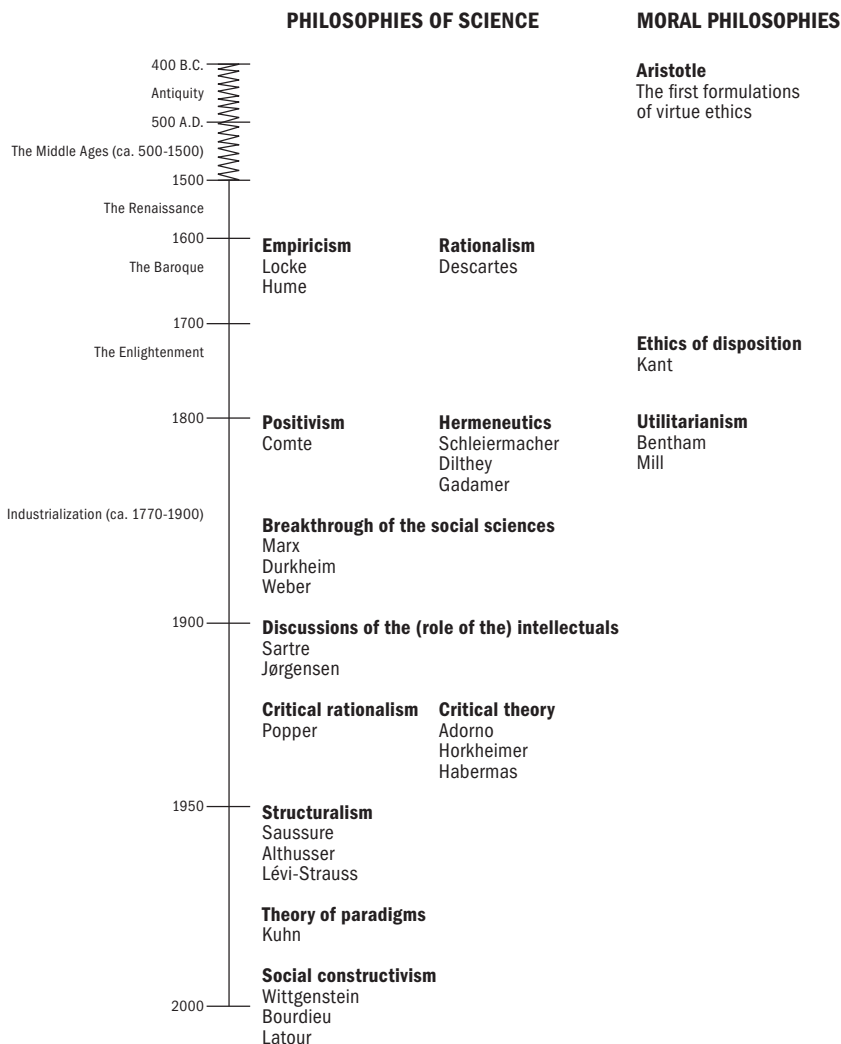 PHILOSOPHIES OF SCIENCE MORAL PHILOSOPHIES
400 B.C.
Antiquity
500 A.D.
The Middle Ages (ca. 500-1500)
1500
The Renaissance
1600
The Baroque
1700
The Enlightenment
1800
Industrialization (ca. 1770-1900)
1900
1950
2000
Aristotle
The first formulations
of virtue ethics
Empiricism
Locke
Hume
Rationalism
Descartes
Ethics of disposition
Kant
Positivism
Comte
Hermeneutics
Schleiermacher
Dilthey
Gadamer
Utilitarianism
Bentham
Mill
Breakthrough of the social sciences
Marx
Durkheim
Weber
Discussions of the (role of the) intellectuals
Sartre
Jørgensen
Critical rationalism
Popper
Critical theory
Adorno
Horkheimer
Habermas
Structuralism
Saussure
Althusser
Lévi-Strauss
Theory of paradigms
Kuhn
Social constructivism
Wittgenstein
Bourdieu
Latour